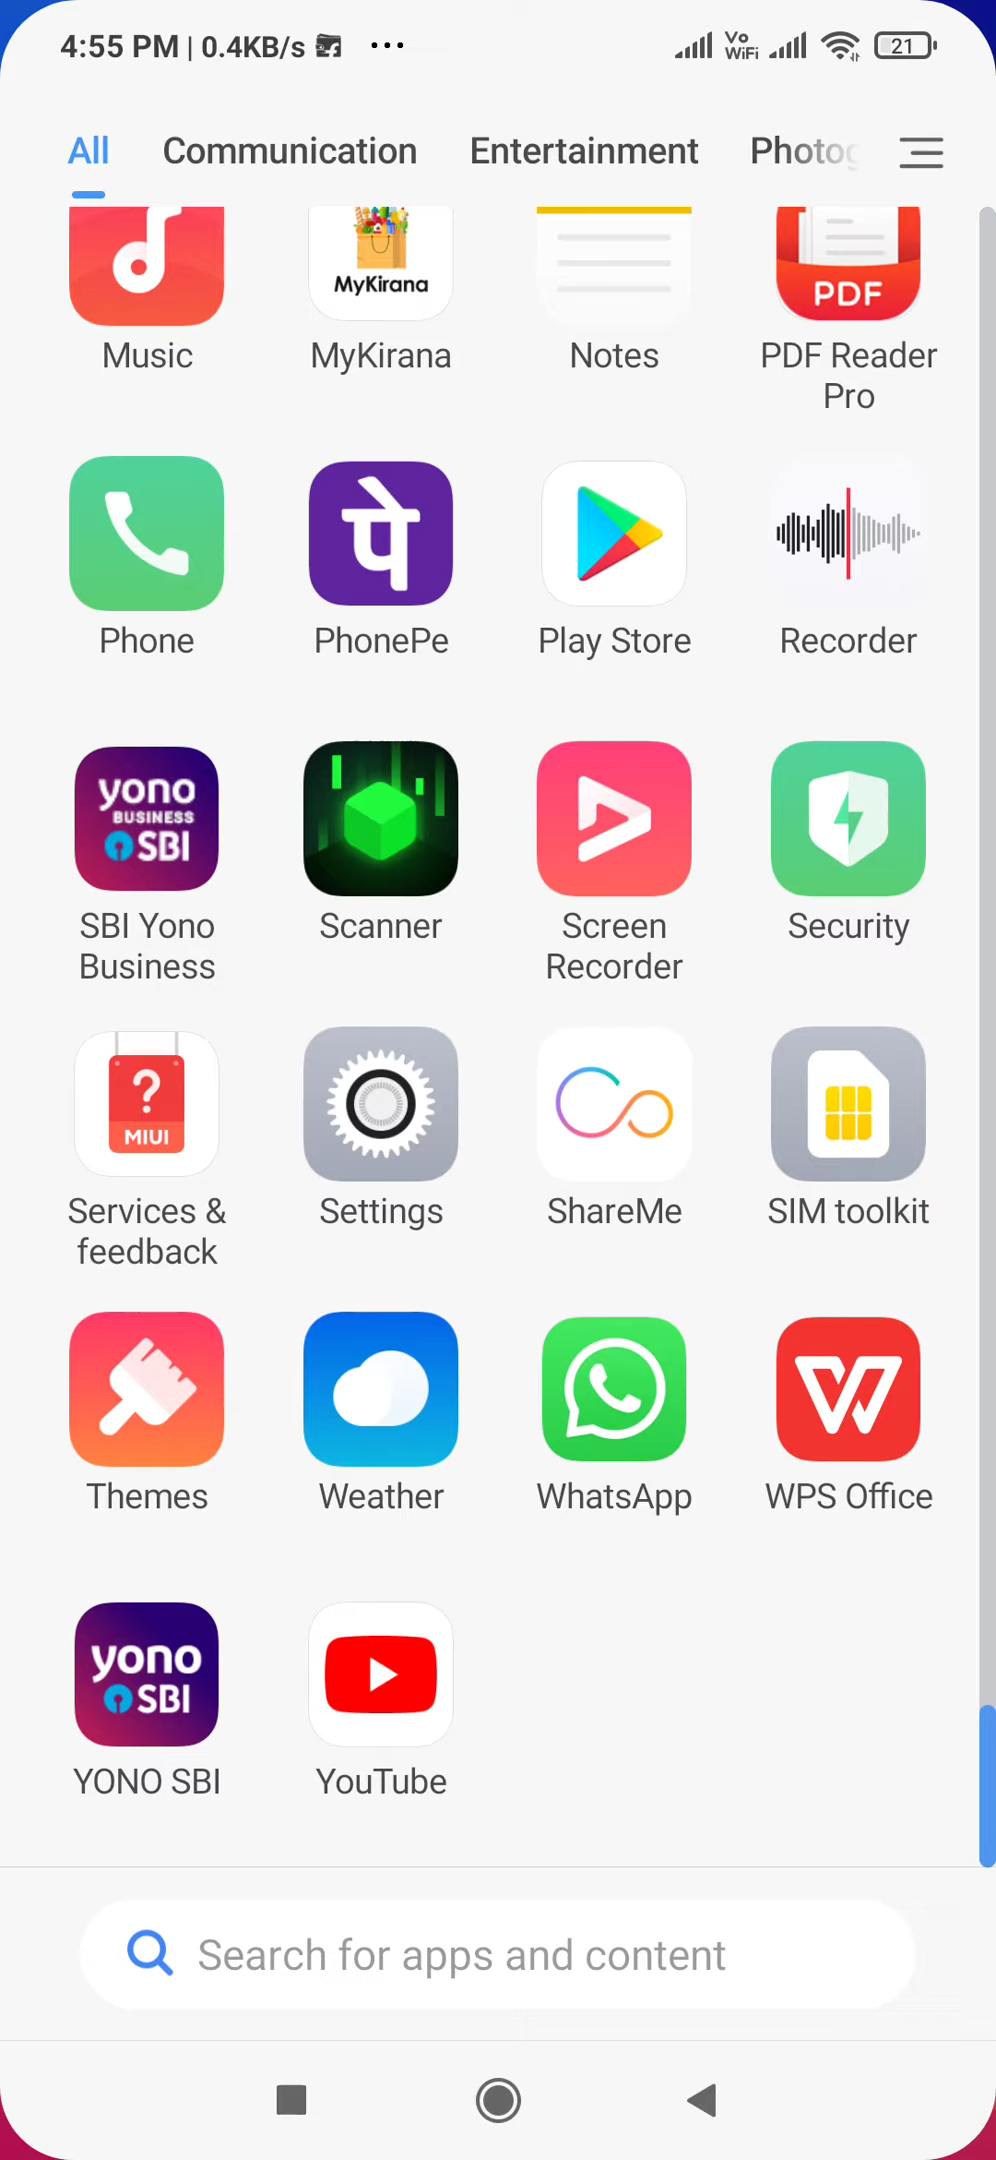 4:55 PM | 0.4KB/s ... Vo WiFi 21
All Communication Entertainment Photog
MyKirana
PDF
Music MyKirana Notes PDF Reader Pro
पे
Phone PhonePe Play Store Recorder
yono
BUSINESS
SBI
SBI Yono Business Scanner Screen Recorder Security
?
MIUI
Services & feedback Settings ShareMe SIM toolkit
W
Themes Weather WhatsApp WPS Office
yono
SBI
YONO SBI YouTube
Search for apps and content